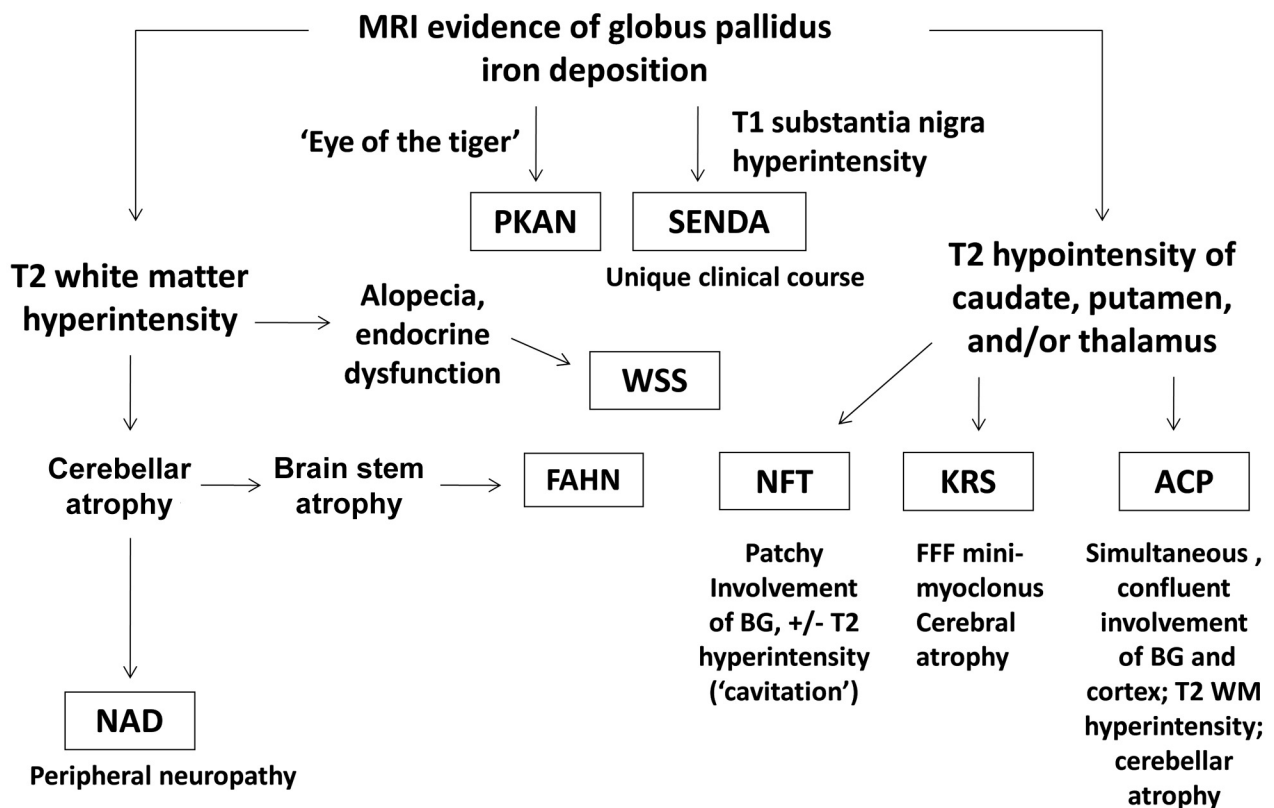 MRI evidence of globus pallidus
iron deposition
‘Eye of the tiger’
T1 substantia nigra
hyperintensity
PKAN
SENDA
Unique clinical course
T2 white matter
hyperintensity
Alopecia,
endocrine
dysfunction
WSS
T2 hypointensity of
caudate, putamen,
and/or thalamus
Cerebellar
atrophy
Brain stem
atrophy
FAHN
NFT
KRS
ACP
Patchy
Involvement
of BG, +/- T2
hyperintensity
(‘cavitation’)
FFF mini-
myoclonus
Cerebral
atrophy
Simultaneous ,
confluent
involvement
of BG and
cortex; T2 WM
hyperintensity;
cerebellar
atrophy
NAD
Peripheral neuropathy